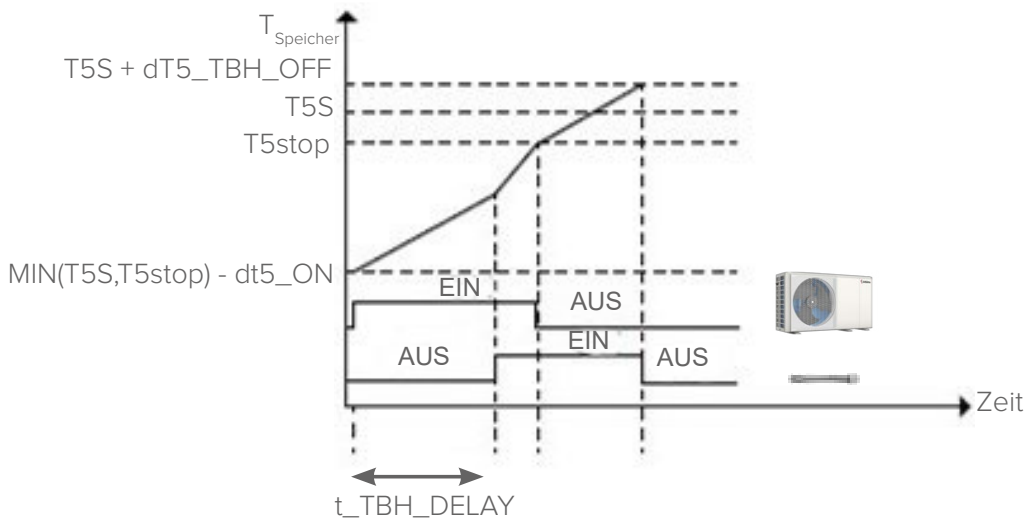 T Speicher
T5S + dT5_TBH_OFF
T5S
T5stop
MIN(T5S,T5stop) - dt5_ON
EIN
AUS
EIN
AUS
AUS
Zeit
t_TBH_DELAY